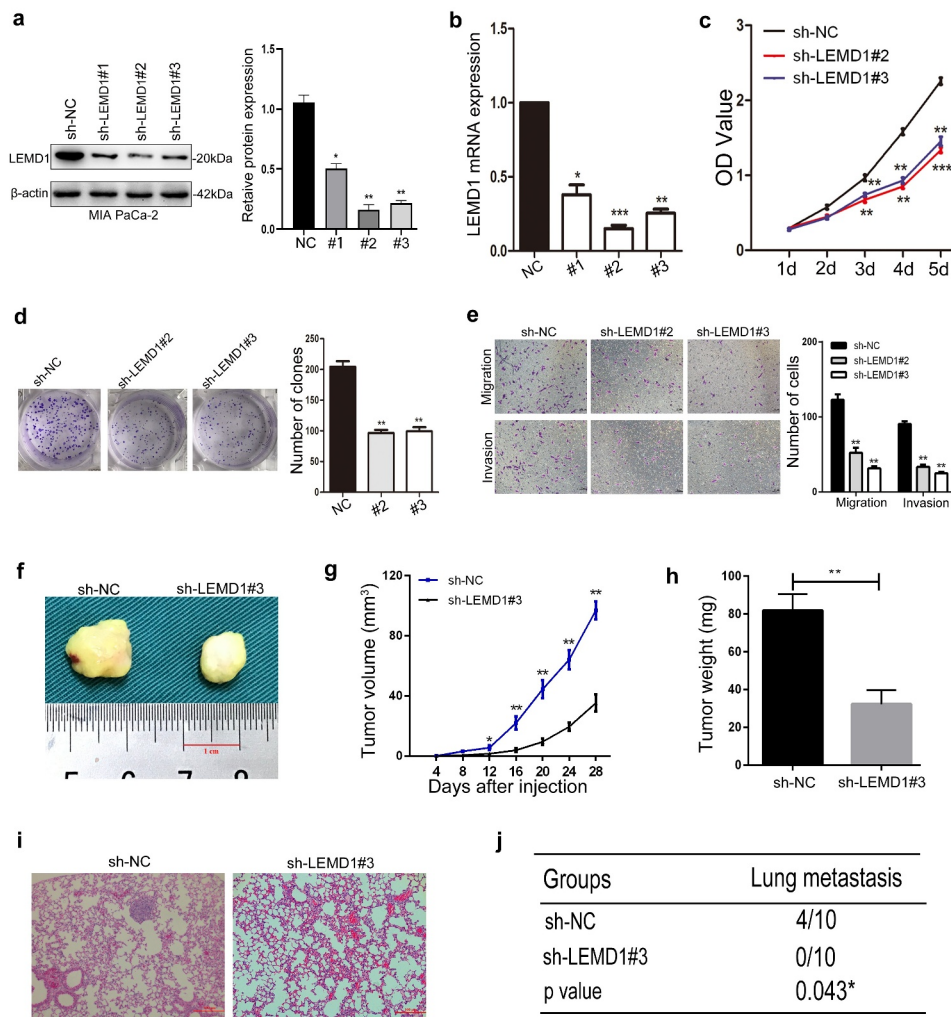 a
sh-NC
sh-LEMD1#1
sh-LEMD1#2
sh-LEMD1#3
LEMD1
-20kDa
β-actin
-42kDa
MIA PaCa-2
Relative protein expression
1.5
1.0
0.5
0.0
*
**
**
NC #1 #2 #3
b
LEMD1 mRNA expression
1.0
0.5
0.0
*
***
**
NC
#1
#2
#3
c
sh-NC
sh-LEMD1#2
sh-LEMD1#3
OD Value
3
2
1
0
**
**
**
**
**
***
1d 2d 3d 4d 5d
d
sh-NC
sh-LEMD1#2
sh-LEMD1#3
Number of clones
250
200
150
100
50
0
**
**
NC
#2
#3
e
sh-NC sh-LEMD1#2 sh-LEMD1#3
Migration
Invasion
Number of cells
200
150
100
50
0
sh-NC
sh-LEMD1#2
sh-LEMD1#3
**
**
**
**
Migration Invasion
f
sh-NC sh-LEMD1#3
1 cm
5 6 7 8
g
sh-NC
sh-LEMD1#3
Tumor volume (mm³)
120
80
40
0
*
**
**
**
**
4 8 12 16 20 24 28
Days after injection
h
**
Tumor weight (mg)
100
80
60
40
20
0
sh-NC sh-LEMD1#3
i
sh-NC sh-LEMD1#3
j
Groups Lung metastasis
sh-NC 4/10
sh-LEMD1#3 0/10
p value 0.043*